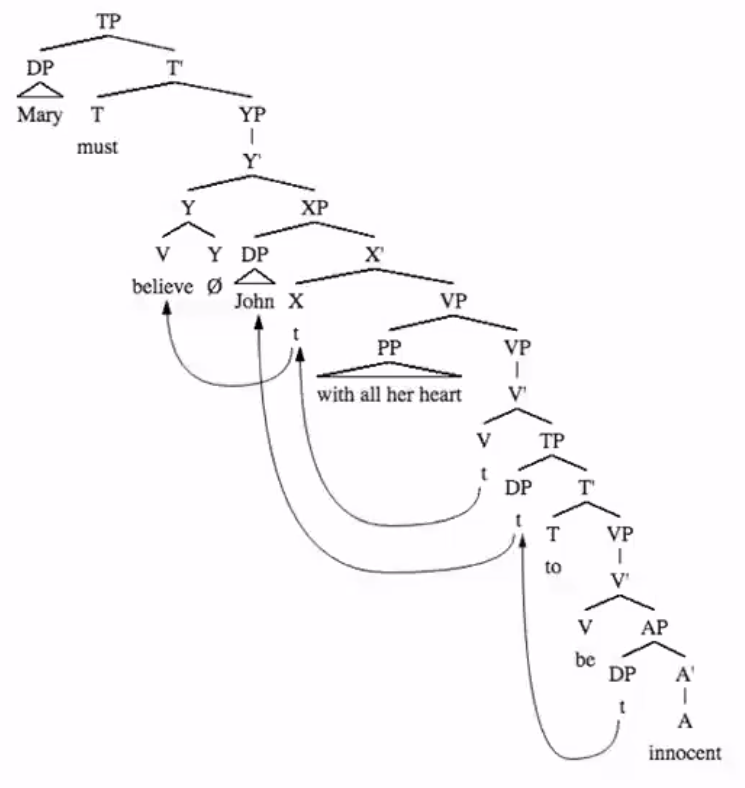 TP
DP T'
Mary T YP
must
Y'
Y XP
V Y DP X'
believe Ø John X VP
t
PP VP
with all her heart
V'
V TP
t
DP T'
t T VP
to
V'
V AP
be
DP A'
t
A
innocent